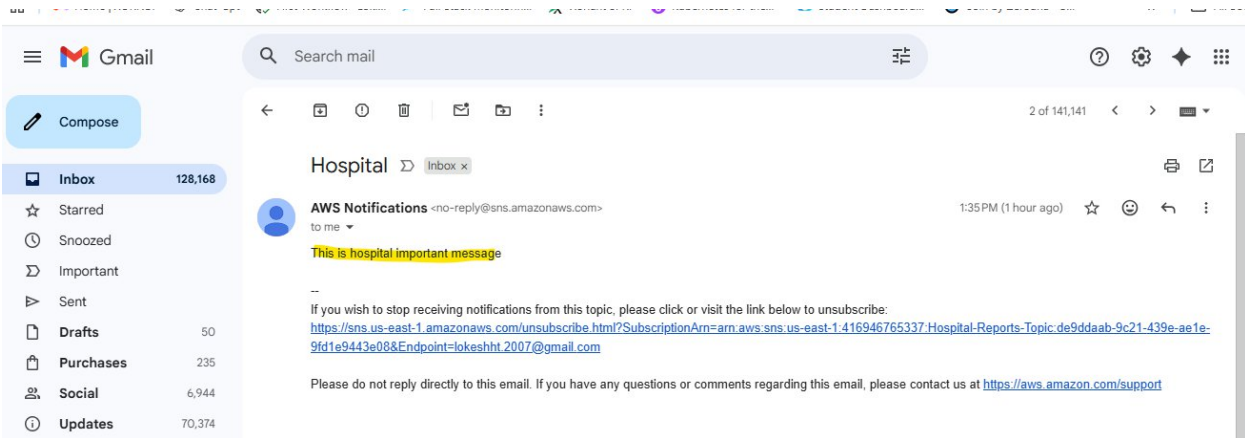 Gmail
Search mail
Compose
2 of 141,141
Hospital
Inbox x
Inbox 128,168
AWS Notifications <no-reply@sns.amazonaws.com>
1:35 PM (1 hour ago)
Starred
to me
Snoozed
This is hospital important message
Important
--
Sent
If you wish to stop receiving notifications from this topic, please click or visit the link below to unsubscribe:
Drafts 50
https://sns.us-east-1.amazonaws.com/unsubscribe.html?SubscriptionArn=arn:aws:sns:us-east-1:416946765337:Hospital-Reports-Topic:de9ddaab-9c21-439e-ae1e-
9fd1e9443e08&Endpoint=lokeshht.2007@gmail.com
Purchases 235
Please do not reply directly to this email. If you have any questions or comments regarding this email, please contact us at https://aws.amazon.com/support
Social 6,944
Updates 70,374